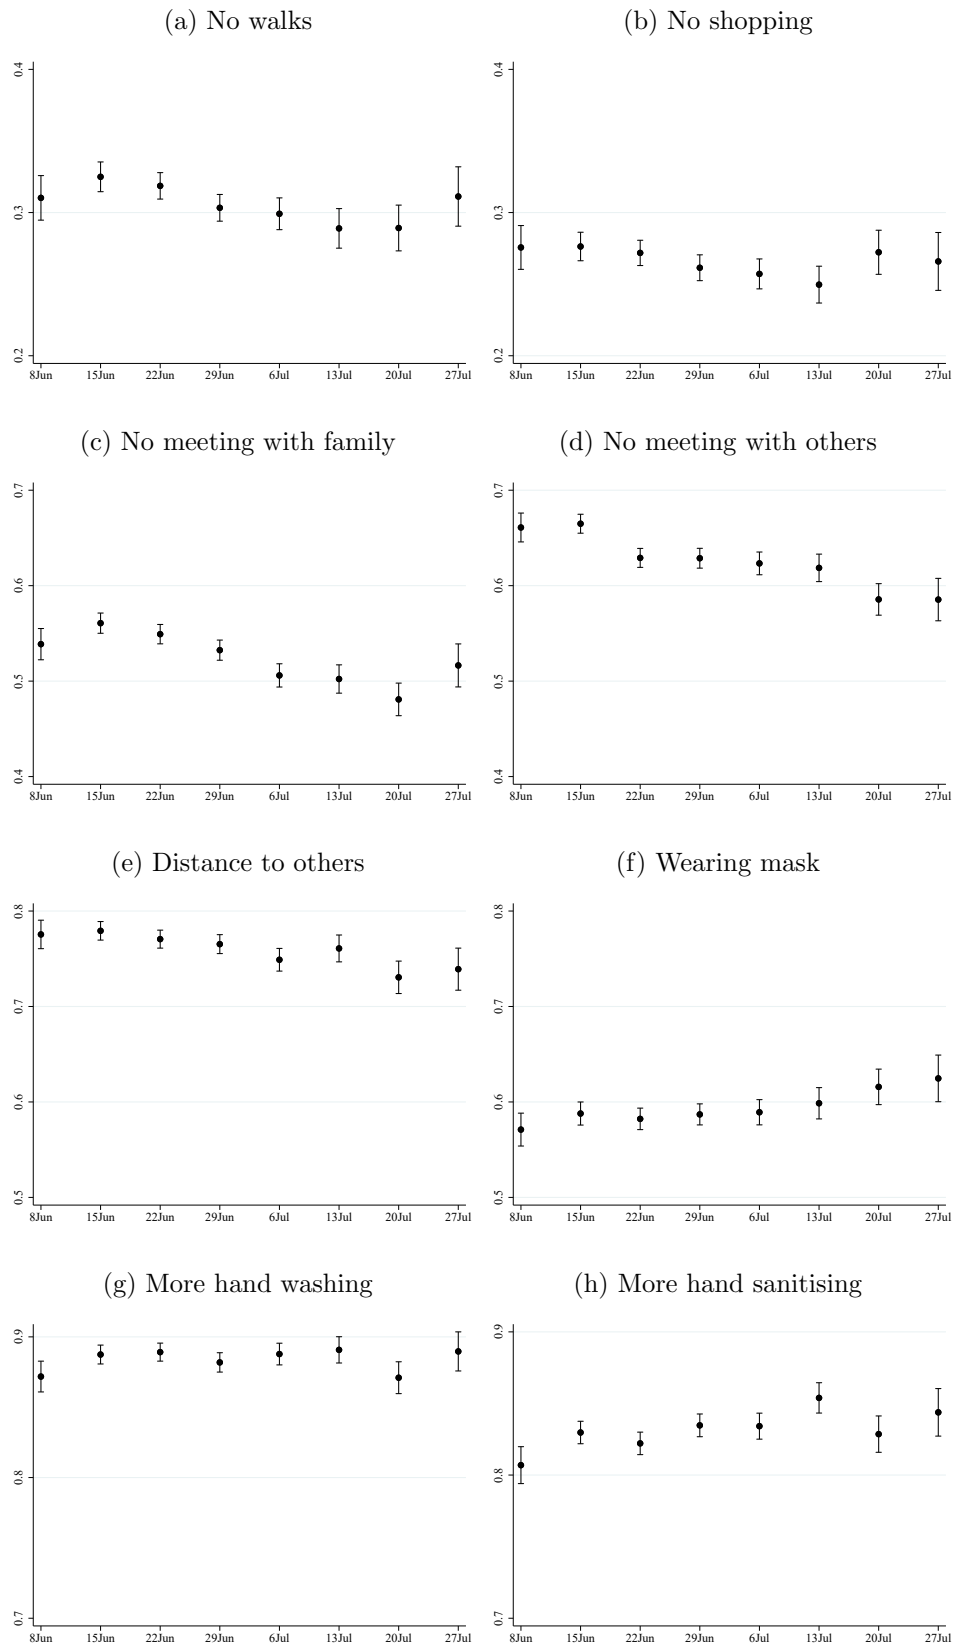 (a) No walks
0.4
0.3
0.2
8Jun 15Jun 22Jun 29Jun 6Jul 13Jul 20Jul 27Jul
(b) No shopping
0.4
0.3
0.2
8Jun 15Jun 22Jun 29Jun 6Jul 13Jul 20Jul 27Jul
(c) No meeting with family
0.7
0.6
0.5
0.4
8Jun 15Jun 22Jun 29Jun 6Jul 13Jul 20Jul 27Jul
(d) No meeting with others
0.7
0.6
0.5
0.4
8Jun 15Jun 22Jun 29Jun 6Jul 13Jul 20Jul 27Jul
(e) Distance to others
0.8
0.7
0.6
0.5
8Jun 15Jun 22Jun 29Jun 6Jul 13Jul 20Jul 27Jul
(f) Wearing mask
0.8
0.7
0.6
0.5
8Jun 15Jun 22Jun 29Jun 6Jul 13Jul 20Jul 27Jul
(g) More hand washing
0.9
0.8
0.7
8Jun 15Jun 22Jun 29Jun 6Jul 13Jul 20Jul 27Jul
(h) More hand sanitising
0.9
0.8
0.7
8Jun 15Jun 22Jun 29Jun 6Jul 13Jul 20Jul 27Jul